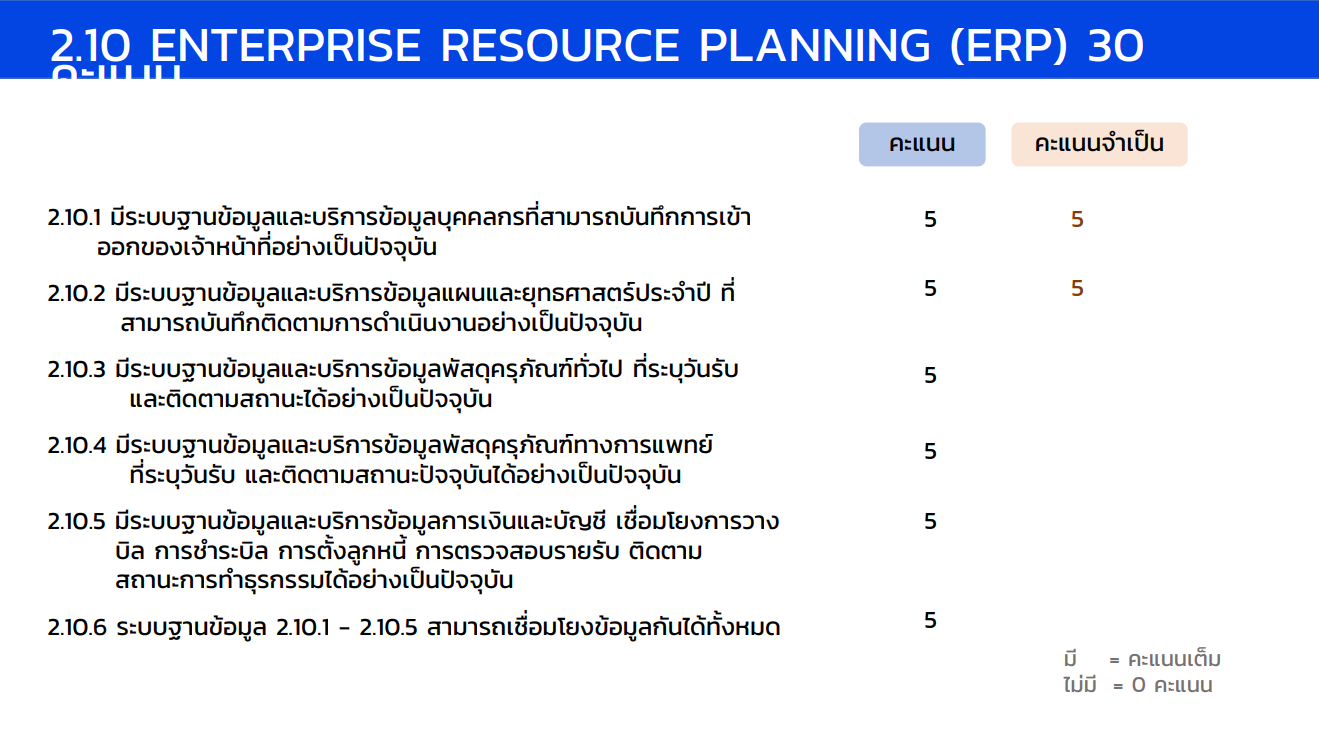 2.10 ENTERPRISE RESOURCE PLANNING (ERP) 30
คะแนน
คะแนน คะแนนจำเป็น
2.10.1 มีระบบฐานข้อมูลและบริการข้อมูลบุคคลกรที่สามารถบันทึกการเข้า 5 5
ออกของเจ้าหน้าที่อย่างเป็นปัจจุบัน
2.10.2 มีระบบฐานข้อมูลและบริการข้อมูลแผนและยุทธศาสตร์ประจำปี ที่ 5 5
สามารถบันทึกติดตามการดำเนินงานอย่างเป็นปัจจุบัน
2.10.3 มีระบบฐานข้อมูลและบริการข้อมูลพัสดุครุภัณฑ์ทั่วไป ที่ระบุวันรับ 5
และติดตามสถานะได้อย่างเป็นปัจจุบัน
2.10.4 มีระบบฐานข้อมูลและบริการข้อมูลพัสดุครุภัณฑ์ทางการแพทย์ 5
ที่ระบุวันรับ และติดตามสถานะปัจจุบันได้อย่างเป็นปัจจุบัน
2.10.5 มีระบบฐานข้อมูลและบริการข้อมูลการเงินและบัญชี เชื่อมโยงการวาง 5
บิล การชำระบิล การตั้งลูกหนี้ การตรวจสอบรายรับ ติดตาม
สถานะการทำธุรกรรมได้อย่างเป็นปัจจุบัน
2.10.6 ระบบฐานข้อมูล 2.10.1 - 2.10.5 สามารถเชื่อมโยงข้อมูลกันได้ทั้งหมด 5
มี = คะแนนเต็ม
ไม่มี = 0 คะแนน